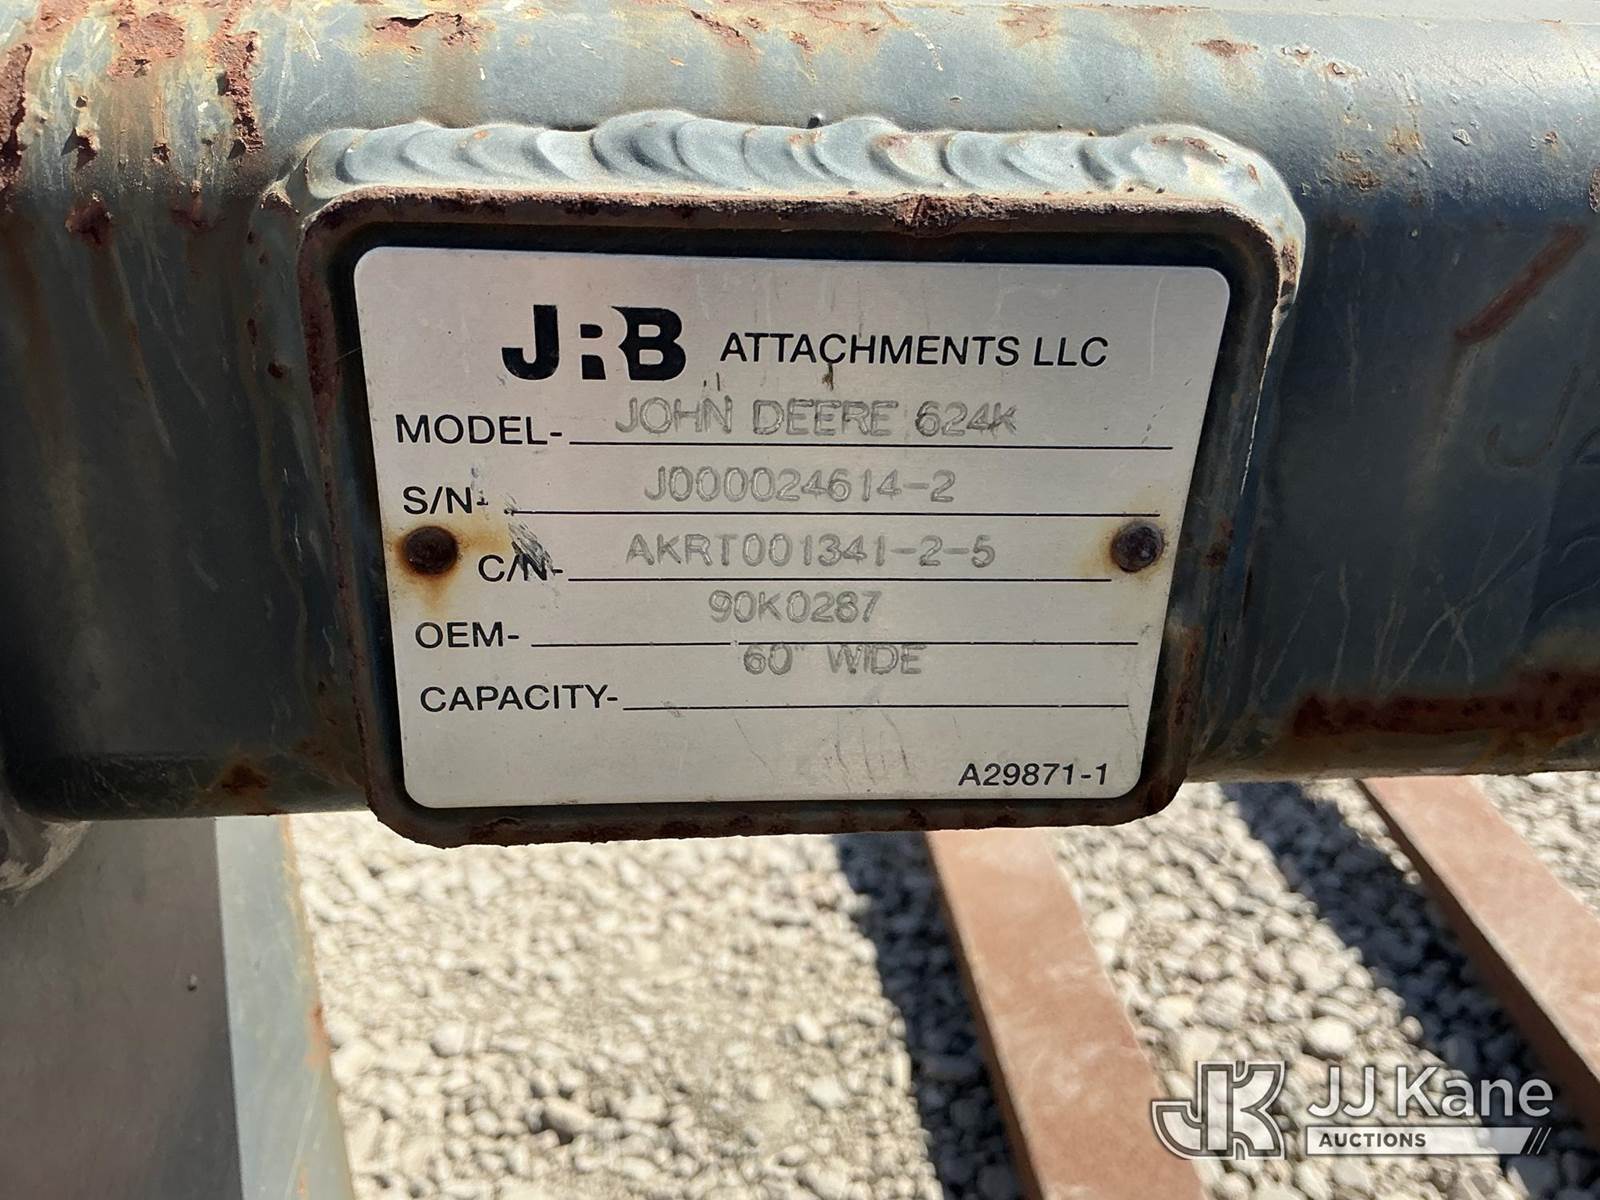 JRB ATTACHMENTS LLC
MODEL- JOHN DEERE 624K
S/N- J000024614-2
C/N- AKRT001341-2-5
OEM- 90K0287
CAPACITY- 60" WIDE
A29871-1
JK JJ Kane
AUCTIONS